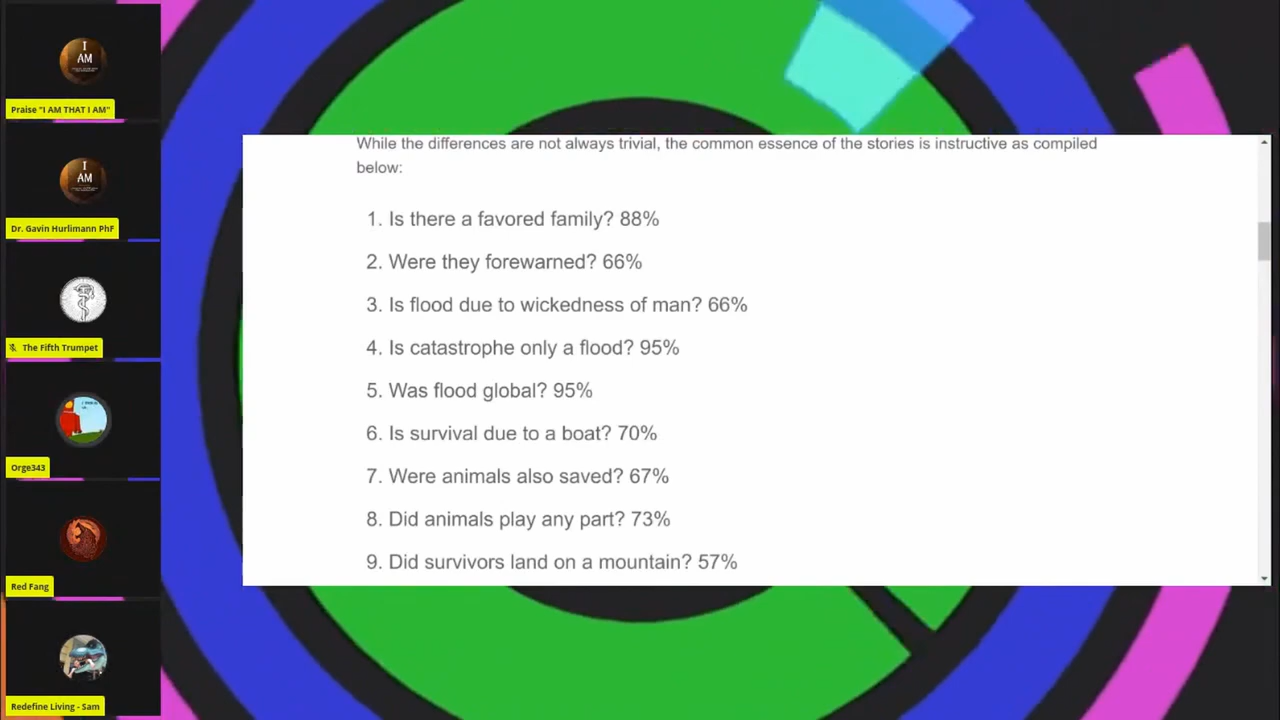 I
AM
Praise "I AM THAT I AM"
I
AM
Dr. Gavin Hurlimann PhF
The Fifth Trumpet
Orge343
Red Fang
Redefine Living - Sam
While the differences are not always trivial, the common essence of the stories is instructive as compiled
below:
1. Is there a favored family? 88%
2. Were they forewarned? 66%
3. Is flood due to wickedness of man? 66%
4. Is catastrophe only a flood? 95%
5. Was flood global? 95%
6. Is survival due to a boat? 70%
7. Were animals also saved? 67%
8. Did animals play any part? 73%
9. Did survivors land on a mountain? 57%